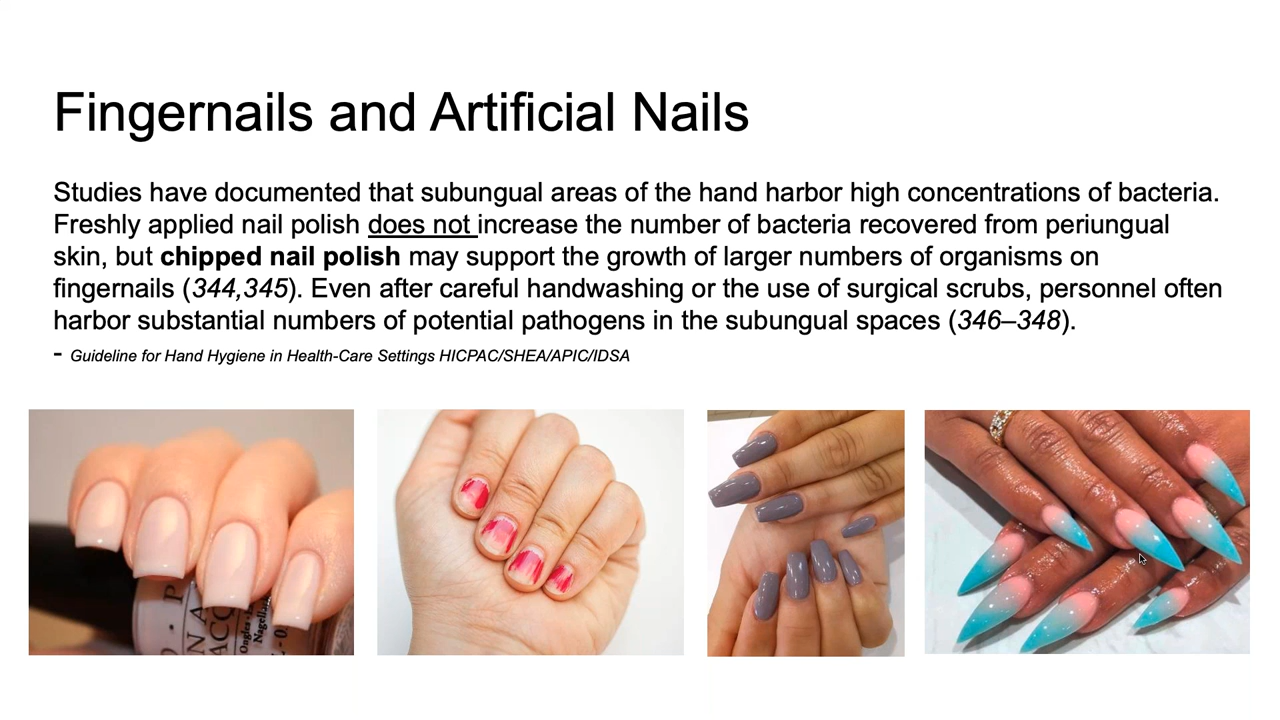 Fingernails and Artificial Nails
Studies have documented that subungual areas of the hand harbor high concentrations of bacteria.
Freshly applied nail polish does not increase the number of bacteria recovered from periungual
skin, but chipped nail polish may support the growth of larger numbers of organisms on
fingernails (344,345). Even after careful handwashing or the use of surgical scrubs, personnel often
harbor substantial numbers of potential pathogens in the subungual spaces (346–348).
- Guideline for Hand Hygiene in Health-Care Settings HICPAC/SHEA/APIC/IDSA